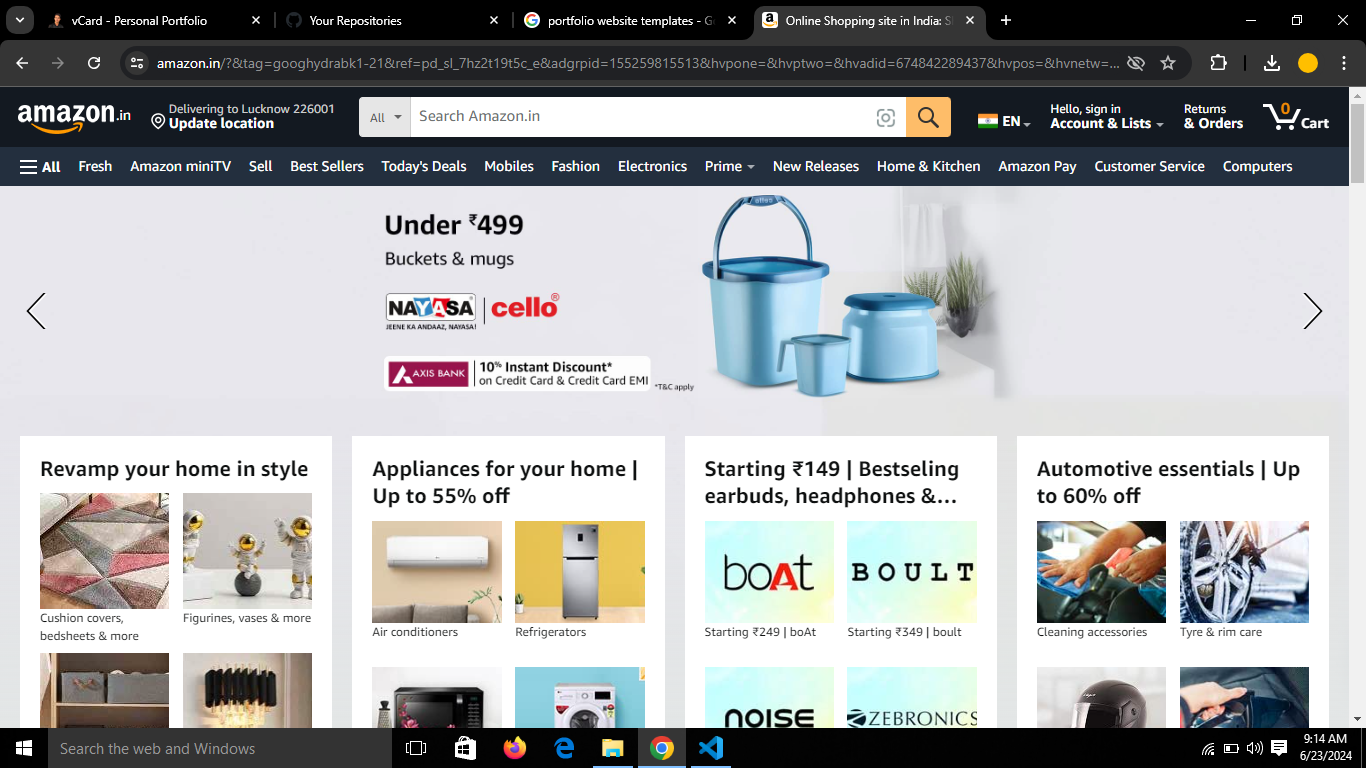 vCard - Personal Portfolio
Your Repositories
portfolio website templates - G
Online Shopping site in India: S
amazon.in/?&tag=googhydrabk1-21&ref=pd_sl_7hz2t19t5c_e&adgrpid=155259815513&hvpone=&hvptwo=&hvadid=674842289437&hvpos=&hvnetw=...
amazon.in
Delivering to Lucknow 226001
Update location
All
Search Amazon.in
EN
Hello, sign in
Account & Lists
Returns
& Orders
0
Cart
All
Fresh
Amazon miniTV
Sell
Best Sellers
Today's Deals
Mobiles
Fashion
Electronics
Prime
New Releases
Home & Kitchen
Amazon Pay
Customer Service
Computers
Under ₹499
Buckets & mugs
NAYASA
JEENE KA ANDAAZ, NAYASA!
cello®
AXIS BANK
10% Instant Discount*
on Credit Card & Credit Card EMI
*T&C apply
Revamp your home in style
Cushion covers,
bedsheets & more
Figurines, vases & more
Appliances for your home |
Up to 55% off
Air conditioners
Refrigerators
Starting ₹149 | Bestseling
earbuds, headphones &...
boAt
BOULT
Starting ₹249 | boAt
Starting ₹349 | boult
noise
ZEBRONICS
Automotive essentials | Up
to 60% off
Cleaning accessories
Tyre & rim care
Search the web and Windows
9:14 AM
6/23/2024